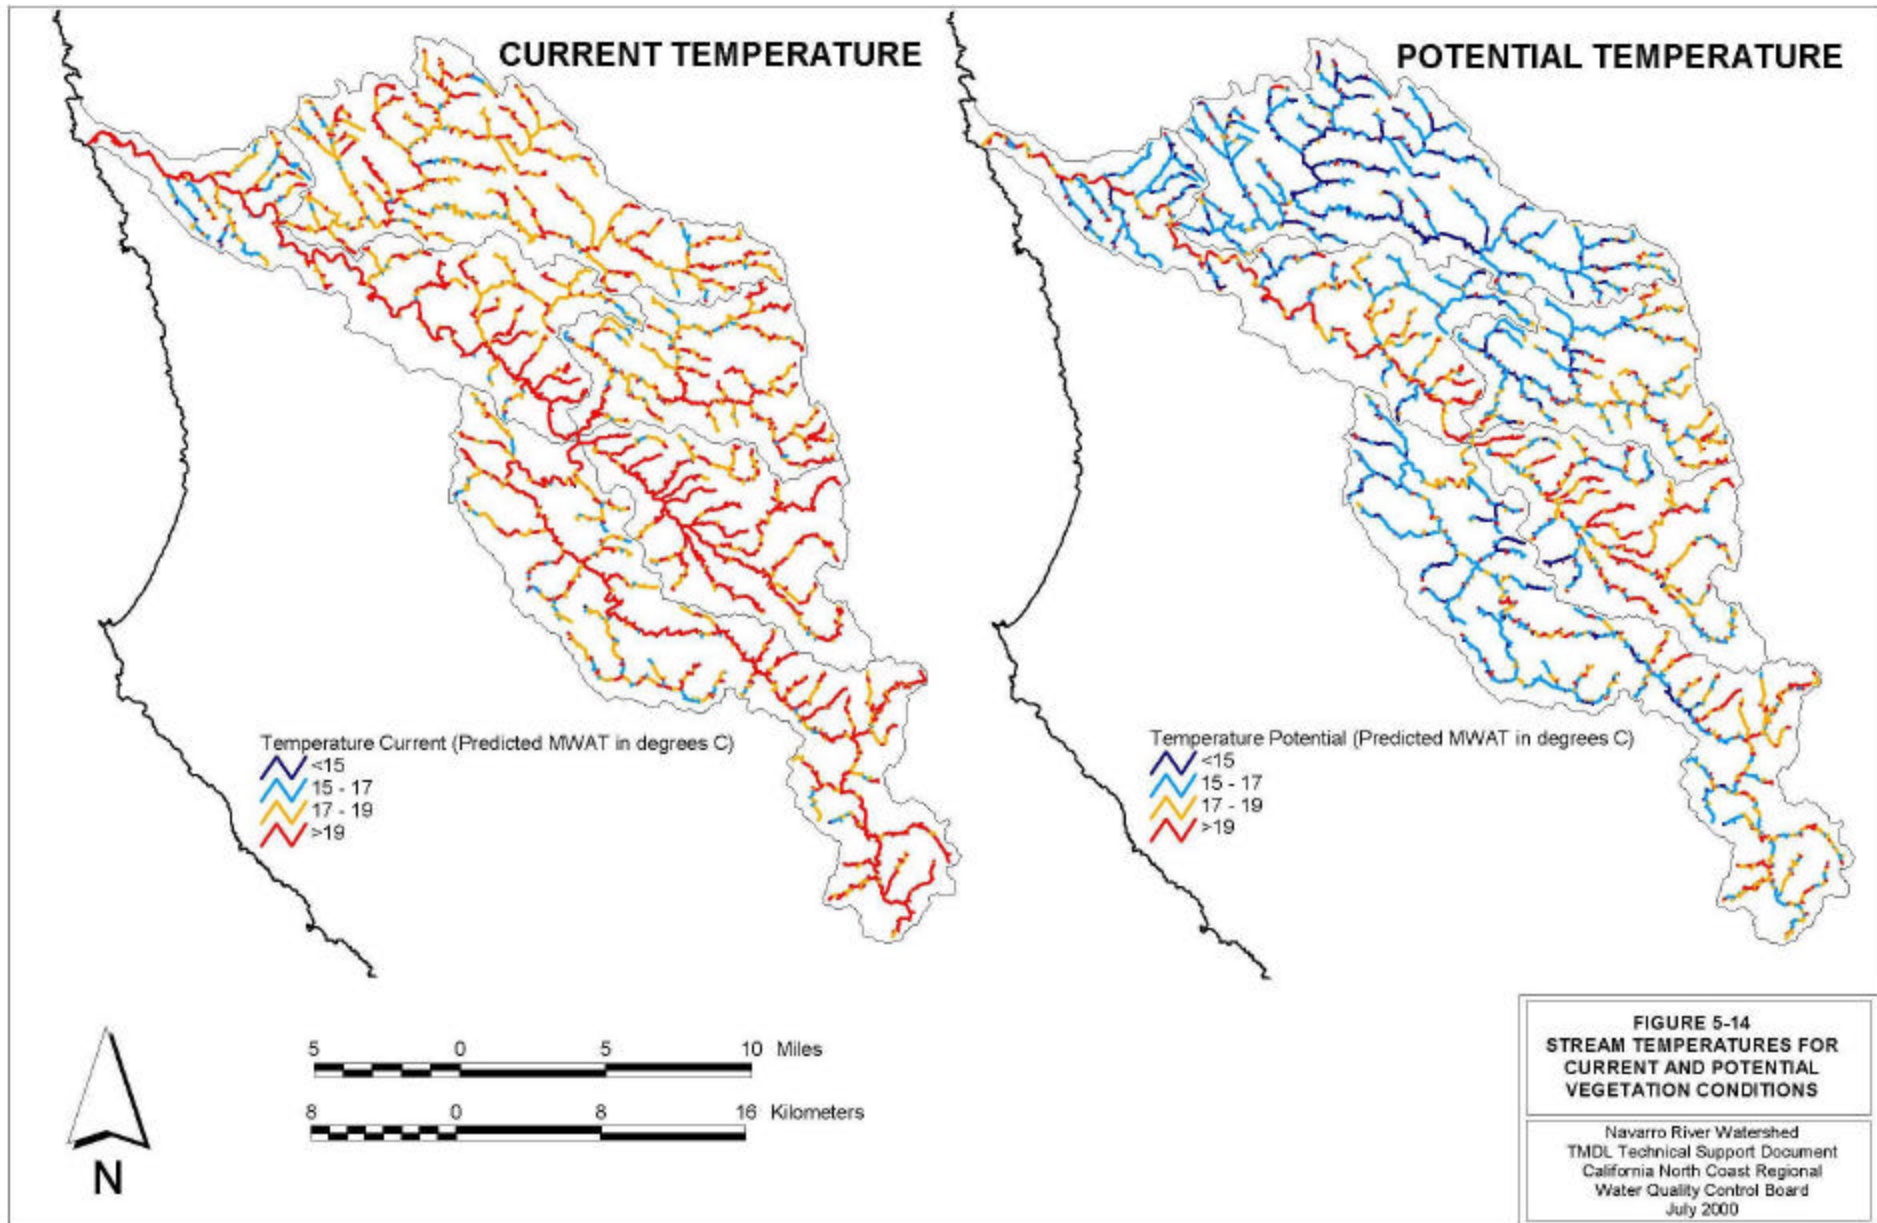 CURRENT TEMPERATURE
POTENTIAL TEMPERATURE
Temperature Current (Predicted MWAT in degrees C)
<15
15 - 17
17 - 19
>19
Temperature Potential (Predicted MWAT in degrees C)
<15
15 - 17
17 - 19
>19
5 0 5 10 Miles
8 0 8 16 Kilometers
N
FIGURE 5-14
STREAM TEMPERATURES FOR
CURRENT AND POTENTIAL
VEGETATION CONDITIONS
Navarro River Watershed
TMDL Technical Support Document
California North Coast Regional
Water Quality Control Board
July 2000